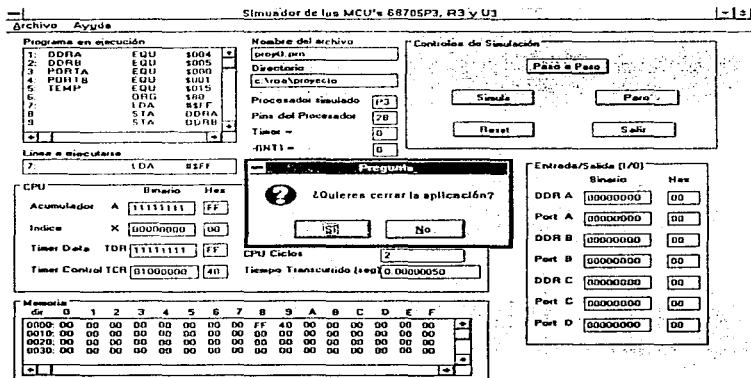 Simulador de los MCU's 68705P3, R3 y U3
Archivo Ayuda
Programa en ejecución
1: DDRA EQU $004
2: DDRB EQU $005
3 PORTA EQU $000
4: PORTB EQU $001
5: TEMP EQU $015
6. ORG $80
7: LDA #$FF
8 STA DDRA
9 STA DDRB
Línea a ejecutarse
7: LDA #$FF
Nombre del archivo
proy0.prn
Directorio
c:\roa\proyecto
Procesador simulado P3
Pins del Procesador 28
Timer = 0
-INT1 = 0
Controles de Simulación
Paso a Paso
Simula Paro
Reset Salir
Pregunta
¿Quieres cerrar la aplicación?
Sí No
CPU
Binario Hex
Acumulador A 11111111 FF
Indice X 00000000 00
Timer Data TDR 11111111 FF
Timer Control TCR 01000000 40
CPU Ciclos 2
Tiempo Transcurrido (seg) 0.00000050
Entrada/Salida (I/O)
Binario Hex
DDR A 00000000 00
Port A 00000000 00
DDR B 00000000 00
Port B 00000000 00
DDR C 00000000 00
Port C 00000000 00
Port D 00000000 00
Memoria
dir 0 1 2 3 4 5 6 7 8 9 A B C D E F
0000: 00 00 00 00 00 00 00 00 FF 40 00 00 00 00 00 00
0010: 00 00 00 00 00 00 00 00 00 00 00 00 00 00 00 00
0020: 00 00 00 00 00 00 00 00 00 00 00 00 00 00 00 00
0030: 00 00 00 00 00 00 00 00 00 00 00 00 00 00 00 00